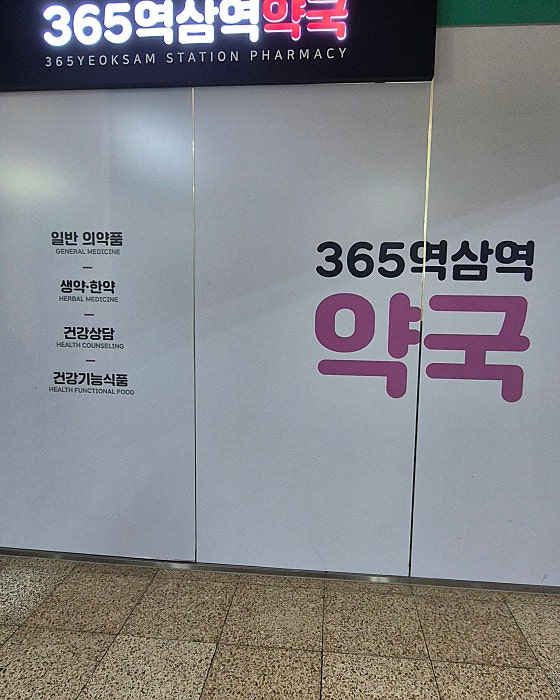 365역삼역약국
365YEOKSAM STATION PHARMACY
일반 의약품
GENERAL MEDICINE
생약·한약
HERBAL MEDICINE
건강상담
HEALTH COUNSELING
건강기능식품
HEALTH FUNCTIONAL FOOD
365역삼역
약국